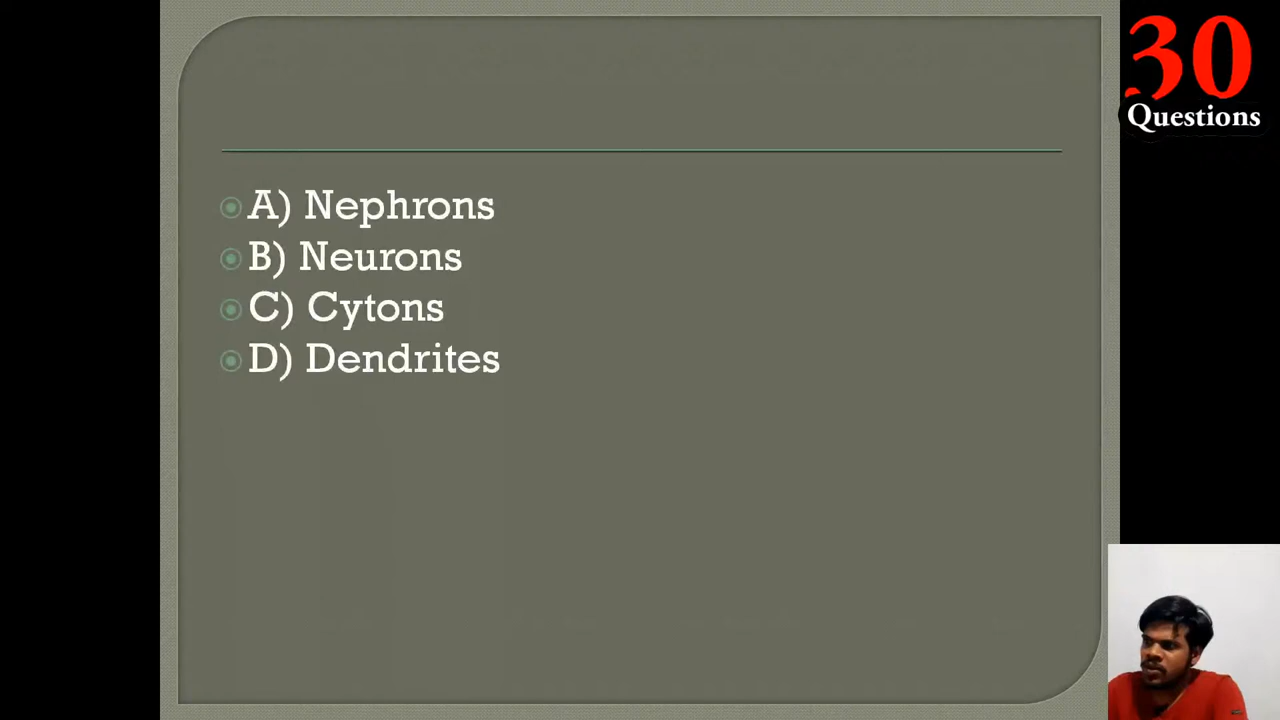 30
Questions
A) Nephrons
B) Neurons
C) Cytons
D) Dendrites